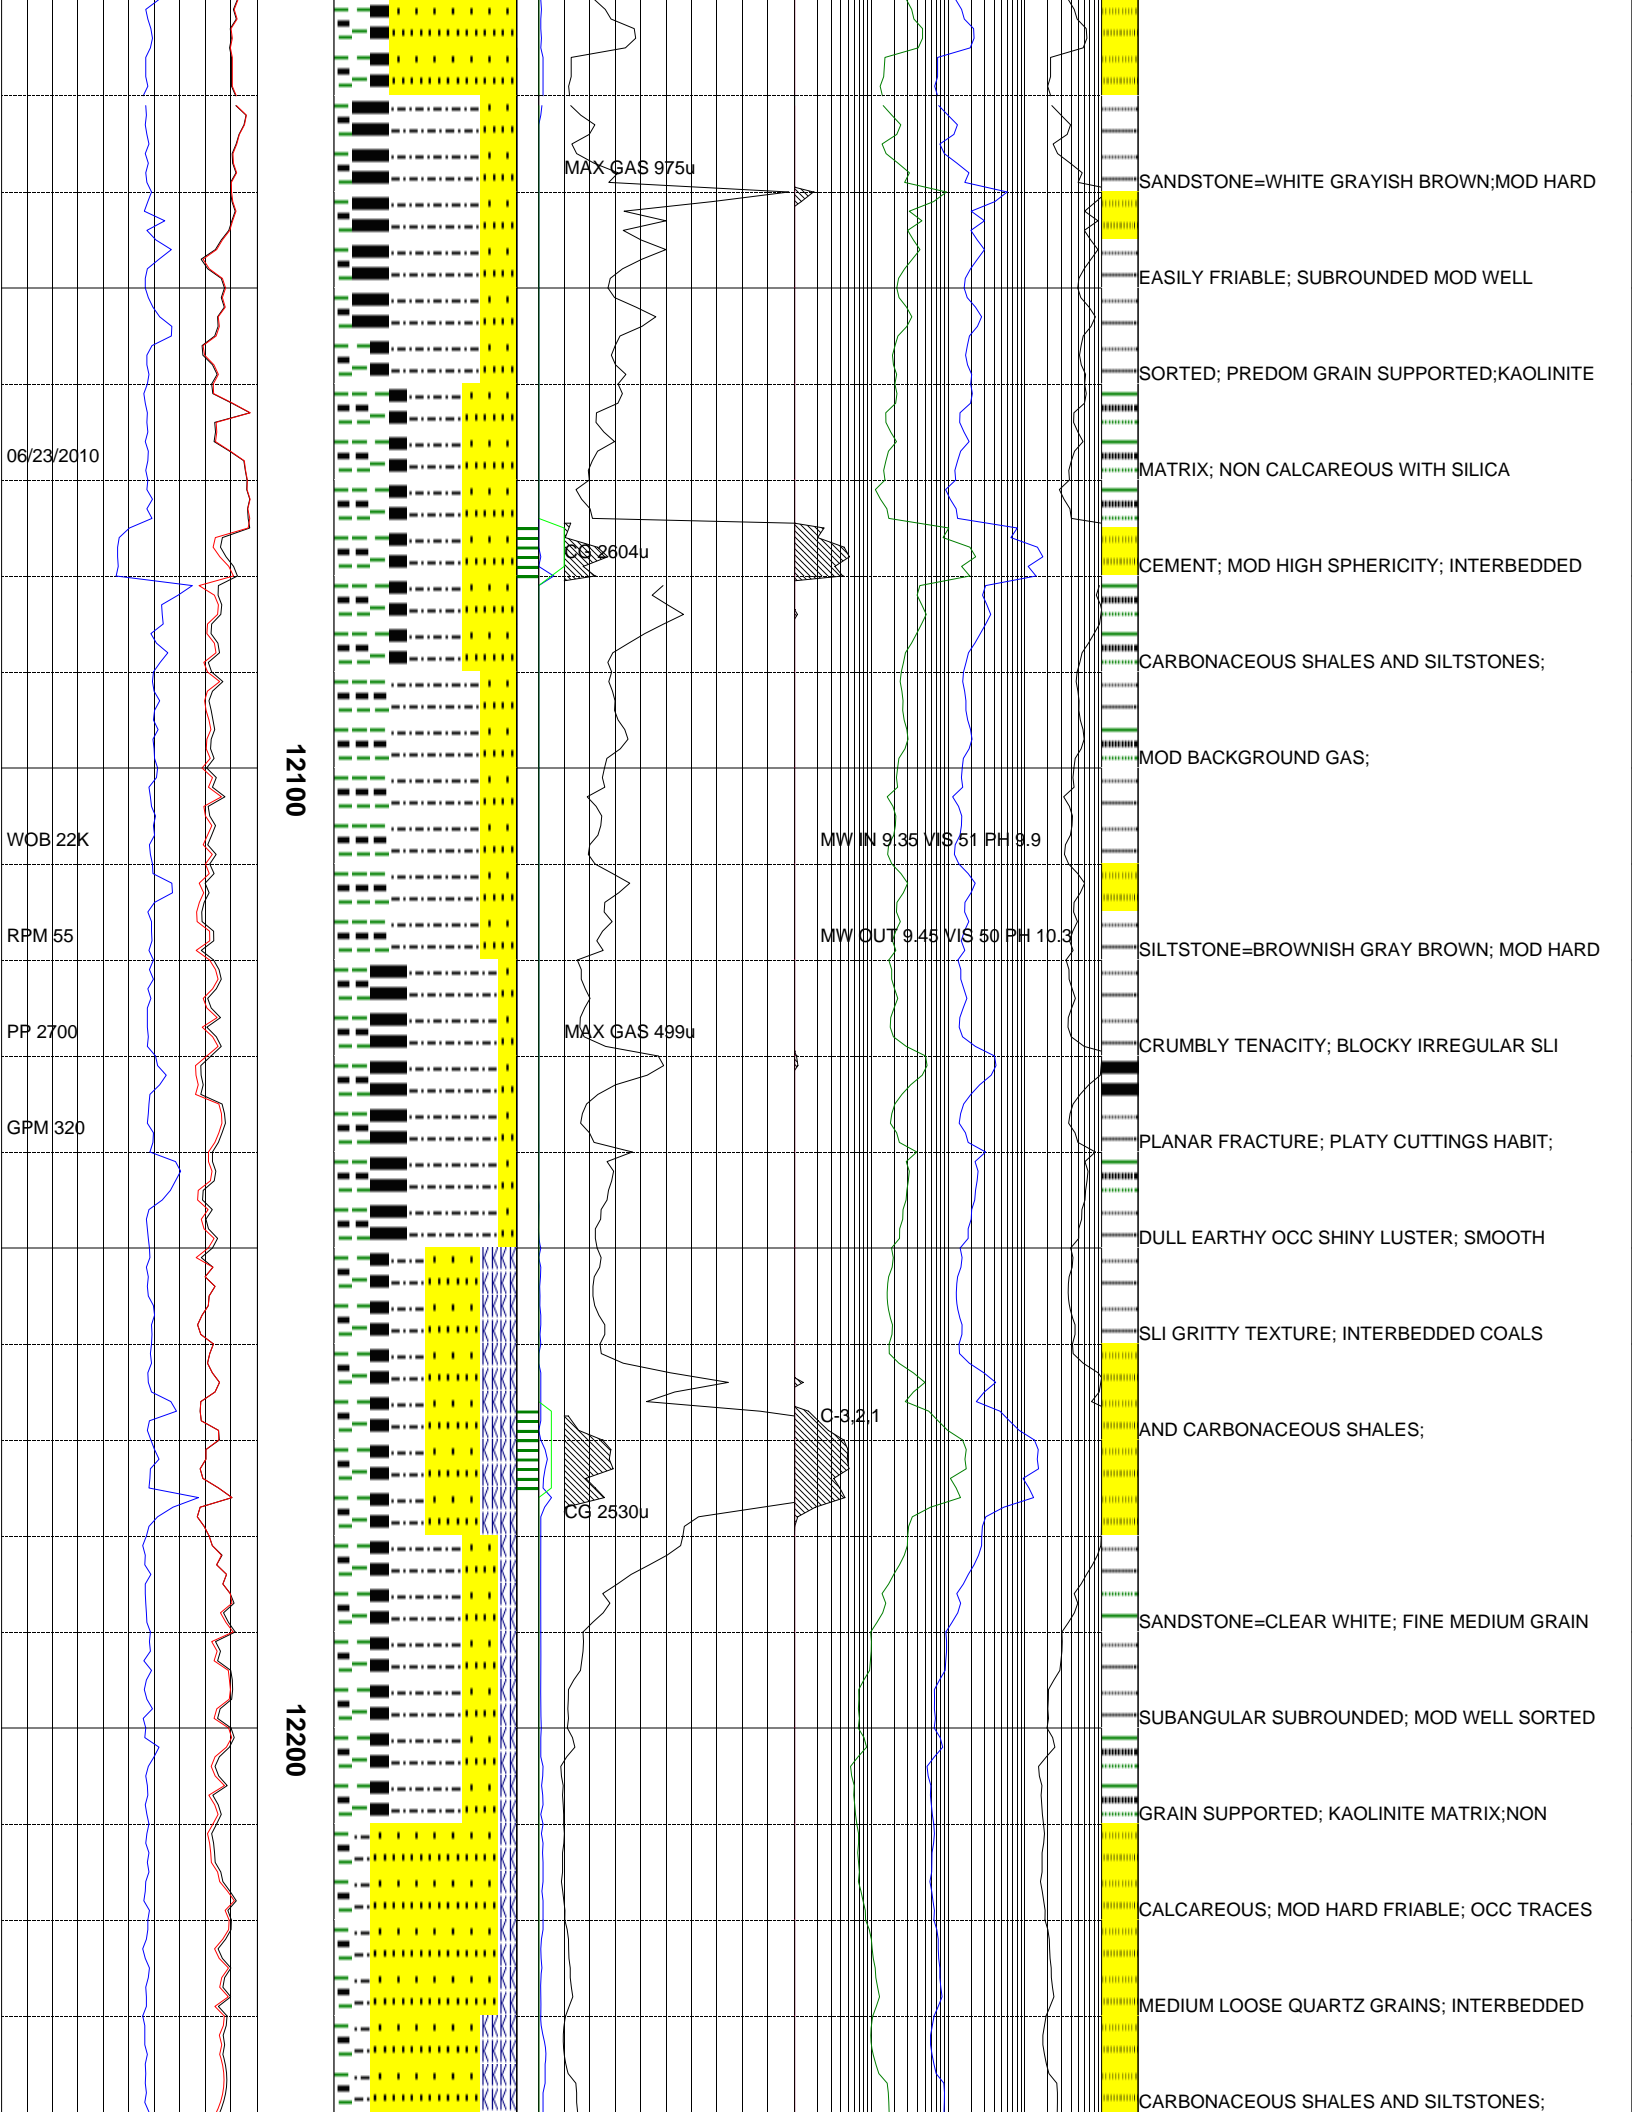 MAX GAS 975u
SANDSTONE=WHITE GRAYISH BROWN;MOD HARD
EASILY FRIABLE; SUBROUNDED MOD WELL
SORTED; PREDOM GRAIN SUPPORTED;KAOLINITE
06/23/2010
MATRIX; NON CALCAREOUS WITH SILICA
CG 2604u
CEMENT; MOD HIGH SPHERICITY; INTERBEDDED
CARBONACEOUS SHALES AND SILTSTONES;
12100
MOD BACKGROUND GAS;
WOB 22K
MW IN 9.35 VIS 51 PH 9.9
RPM 55
MW OUT 9.45 VIS 50 PH 10.3
SILTSTONE=BROWNISH GRAY BROWN; MOD HARD
PP 2700
MAX GAS 499u
CRUMBLY TENACITY; BLOCKY IRREGULAR SLI
GPM 320
PLANAR FRACTURE; PLATY CUTTINGS HABIT;
DULL EARTHY OCC SHINY LUSTER; SMOOTH
SLI GRITTY TEXTURE; INTERBEDDED COALS
C-3,2,1
AND CARBONACEOUS SHALES;
CG 2530u
SANDSTONE=CLEAR WHITE; FINE MEDIUM GRAIN
12200
SUBANGULAR SUBROUNDED; MOD WELL SORTED
GRAIN SUPPORTED; KAOLINITE MATRIX;NON
CALCAREOUS; MOD HARD FRIABLE; OCC TRACES
MEDIUM LOOSE QUARTZ GRAINS; INTERBEDDED
CARBONACEOUS SHALES AND SILTSTONES;